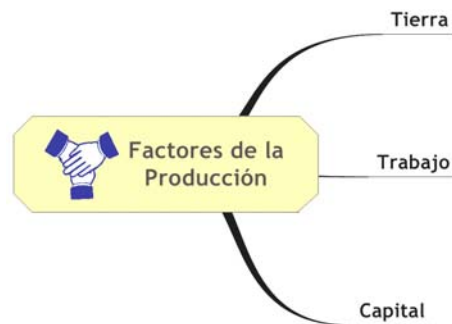 Tierra
Factores de la
Producción
Trabajo
Capital